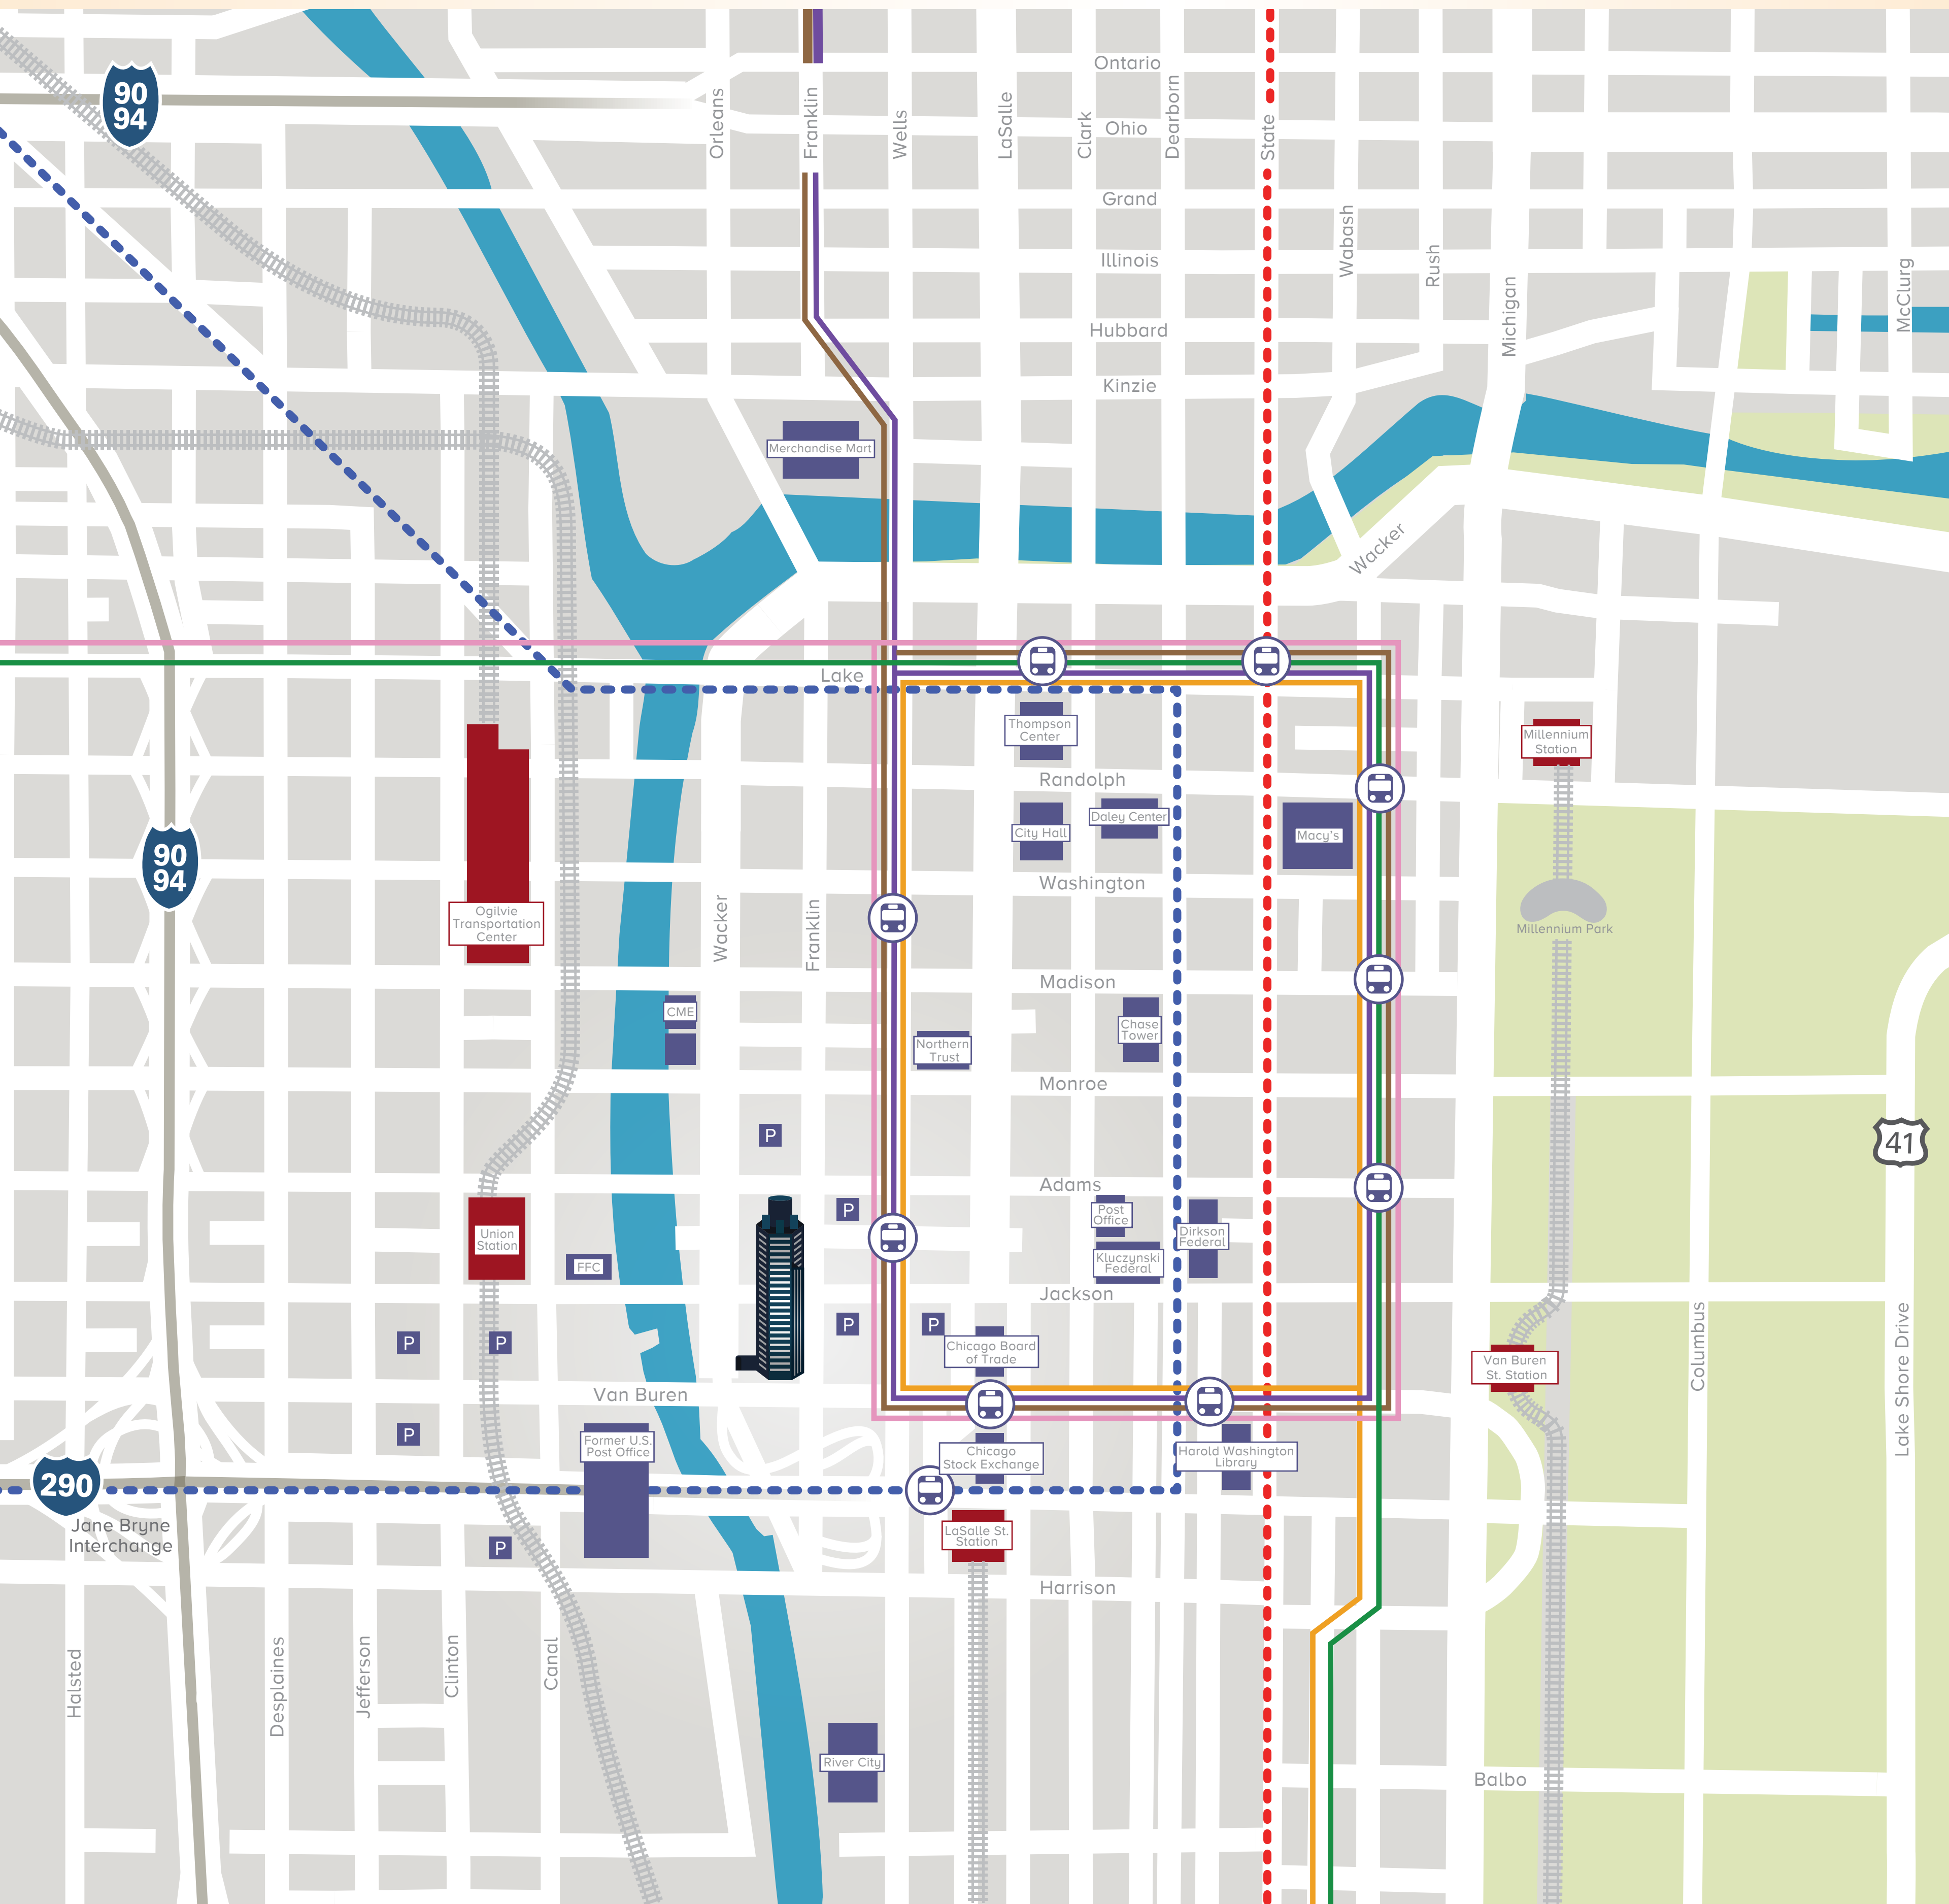 Ontario
90
94
Orleans
Franklin
Wells
LaSalle
Clark
Dearborn
State
Ohio
Grand
Wabash
Rush
Illinois
Michigan
McClurg
Hubbard
Kinzie
Merchandise Mart
Wacker
Lake
Thompson
Center
Millennium
Station
Randolph
City Hall
Daley Center
Macy's
90
94
Washington
Ogilvie
Transportation
Center
Wacker
Franklin
Millennium Park
Madison
CME
Chase
Tower
Northern
Trust
Monroe
P
41
Adams
P
Post
Office
Union
Station
Dirkson
Federal
FFC
Kluczynski
Federal
Jackson
P
P
P
P
Chicago Board
of Trade
Van Buren
St. Station
Columbus
Lake Shore Drive
Van Buren
P
Former U.S.
Post Office
Chicago
Stock Exchange
Harold Washington
Library
290
Jane Bryne
Interchange
LaSalle St.
Station
P
Harrison
Halsted
Desplaines
Jefferson
Clinton
Canal
River City
Balbo